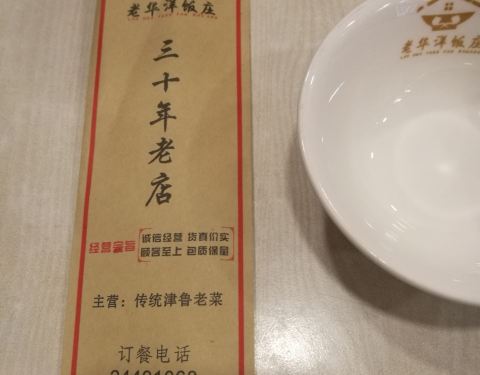 老华洋饭庄
三十年老店
经营宗旨
诚信经营 货真价实
顾客至上 包质保量
主营：传统津鲁老菜
订餐电话
老华洋饭庄